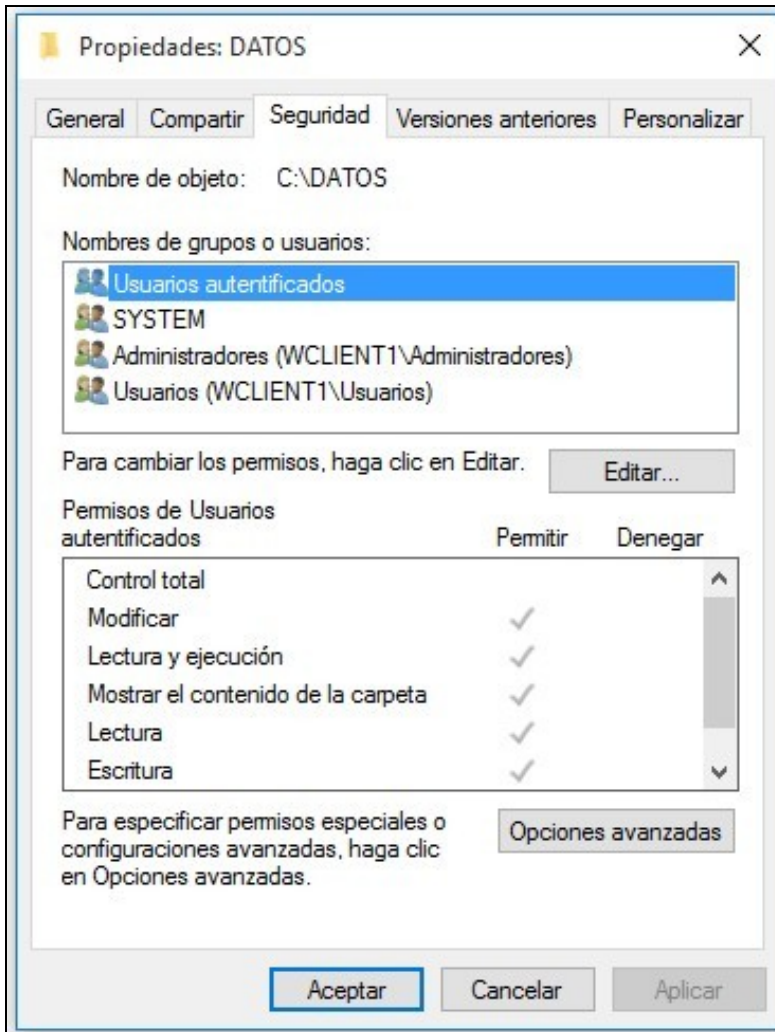 Propiedades: DATOS
General Compartir Seguridad Versiones anteriores Personalizar
Nombre de objeto: C:\DATOS
Nombres de grupos o usuarios:
Usuarios autentificados
SYSTEM
Administradores (WCLIENT1\Administradores)
Usuarios (WCLIENT1\Usuarios)
Para cambiar los permisos, haga clic en Editar. Editar...
Permisos de Usuarios
autentificados Permitir Denegar
Control total
Modificar
Lectura y ejecución
Mostrar el contenido de la carpeta
Lectura
Escritura
Para especificar permisos especiales o
configuraciones avanzadas, haga clic
en Opciones avanzadas.
Opciones avanzadas
Aceptar Cancelar Aplicar